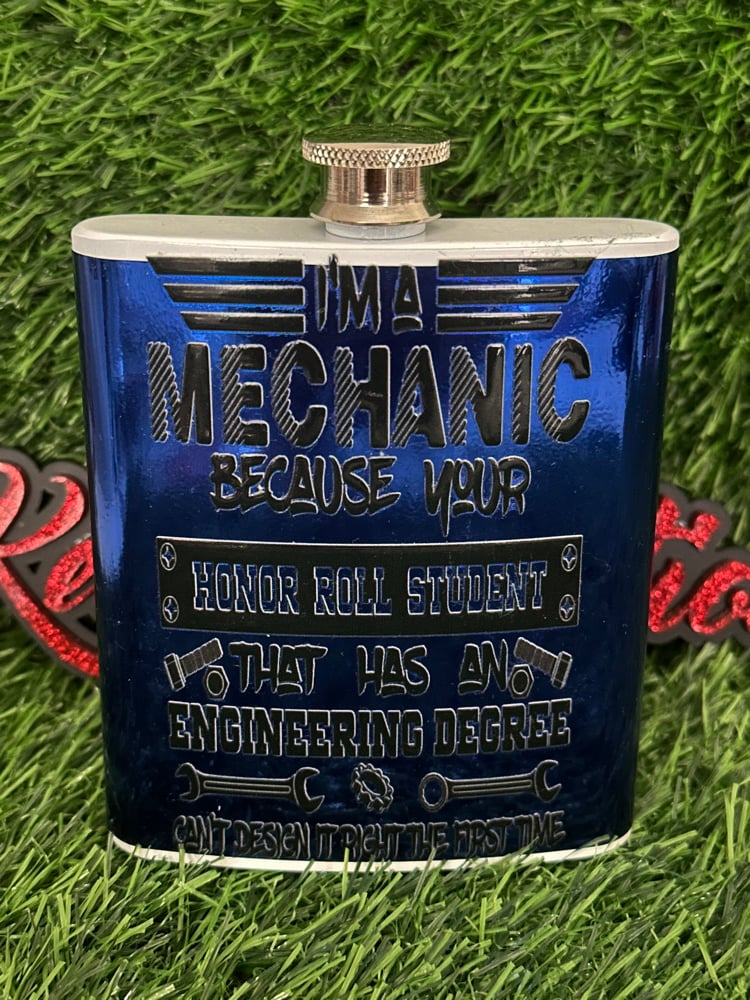 I'M A
MECHANIC
BECAUSE YOUR
HONOR ROLL STUDENT
THAT HAS AN
ENGINEERING DEGREE
CAN'T DESIGN IT RIGHT THE FIRST TIME